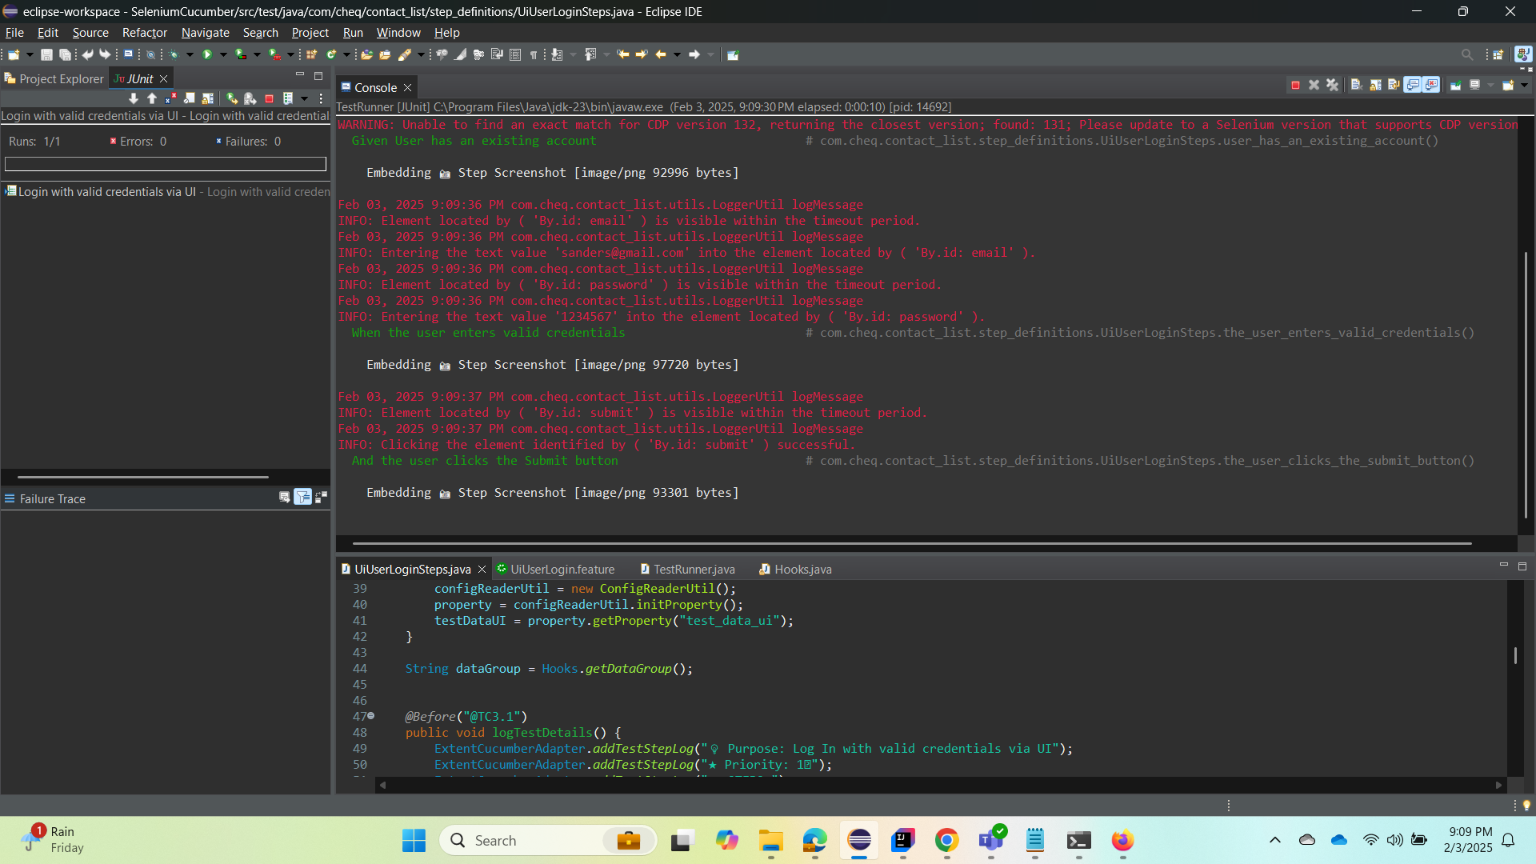 eclipse-workspace - SeleniumCucumber/src/test/java/com/cheq/contact_list/step_definitions/UiUserLoginSteps.java - Eclipse IDE
File Edit Source Refactor Navigate Search Project Run Window Help
Project Explorer JUnit
Login with valid credentials via UI - Login with valid credential
Runs: 1/1 Errors: 0 Failures: 0
Login with valid credentials via UI - Login with valid creden
Failure Trace
Console
TestRunner [JUnit] C:\Program Files\Java\jdk-23\bin\javaw.exe (Feb 3, 2025, 9:09:30 PM elapsed: 0:00:10) [pid: 14692]
WARNING: Unable to find an exact match for CDP version 132, returning the closest version; found: 131; Please update to a Selenium version that supports CDP version
Given User has an existing account # com.cheq.contact_list.step_definitions.UiUserLoginSteps.user_has_an_existing_account()
Embedding 📷 Step Screenshot [image/png 92996 bytes]
Feb 03, 2025 9:09:36 PM com.cheq.contact_list.utils.LoggerUtil logMessage
INFO: Element located by ( 'By.id: email' ) is visible within the timeout period.
Feb 03, 2025 9:09:36 PM com.cheq.contact_list.utils.LoggerUtil logMessage
INFO: Entering the text value 'sanders@gmail.com' into the element located by ( 'By.id: email' ).
Feb 03, 2025 9:09:36 PM com.cheq.contact_list.utils.LoggerUtil logMessage
INFO: Element located by ( 'By.id: password' ) is visible within the timeout period.
Feb 03, 2025 9:09:36 PM com.cheq.contact_list.utils.LoggerUtil logMessage
INFO: Entering the text value '1234567' into the element located by ( 'By.id: password' ).
When the user enters valid credentials # com.cheq.contact_list.step_definitions.UiUserLoginSteps.the_user_enters_valid_credentials()
Embedding 📷 Step Screenshot [image/png 97720 bytes]
Feb 03, 2025 9:09:37 PM com.cheq.contact_list.utils.LoggerUtil logMessage
INFO: Element located by ( 'By.id: submit' ) is visible within the timeout period.
Feb 03, 2025 9:09:37 PM com.cheq.contact_list.utils.LoggerUtil logMessage
INFO: Clicking the element identified by ( 'By.id: submit' ) successful.
And the user clicks the Submit button # com.cheq.contact_list.step_definitions.UiUserLoginSteps.the_user_clicks_the_submit_button()
Embedding 📷 Step Screenshot [image/png 93301 bytes]
UiUserLoginSteps.java UiUserLogin.feature TestRunner.java Hooks.java
39 configReaderUtil = new ConfigReaderUtil();
40 property = configReaderUtil.initProperty();
41 testDataUI = property.getProperty("test_data_ui");
42 }
43
44 String dataGroup = Hooks.getDataGroup();
45
46
47 @Before("@TC3.1")
48 public void logTestDetails() {
49 ExtentCucumberAdapter.addTestStepLog("💡 Purpose: Log In with valid credentials via UI");
50 ExtentCucumberAdapter.addTestStepLog("★ Priority: 1");
1
Rain
Friday
Search
9:09 PM
2/3/2025